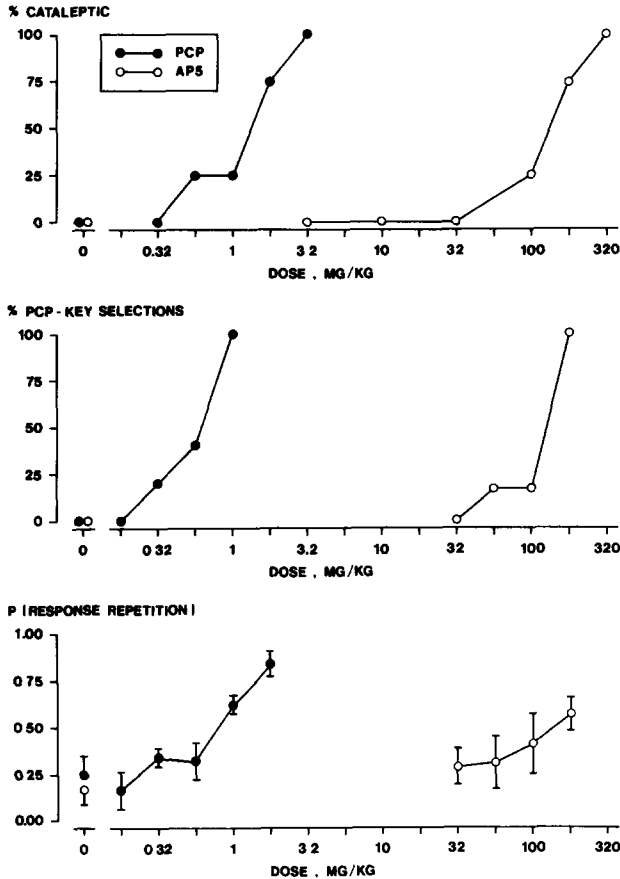 % CATALEPTIC
100
75
50
25
0
PCP
AP5
0 0.32 1 3 2 10 32 100 320
DOSE , MG/KG
% PCP - KEY SELECTIONS
100
75
50
25
0
0 0 32 1 3.2 10 32 100 320
DOSE , MG/KG
P (RESPONSE REPETITION)
1.00
0 75
0.50
0.25
0.00
0 0 32 1 3 2 10 32 100 320
DOSE , MG/KG